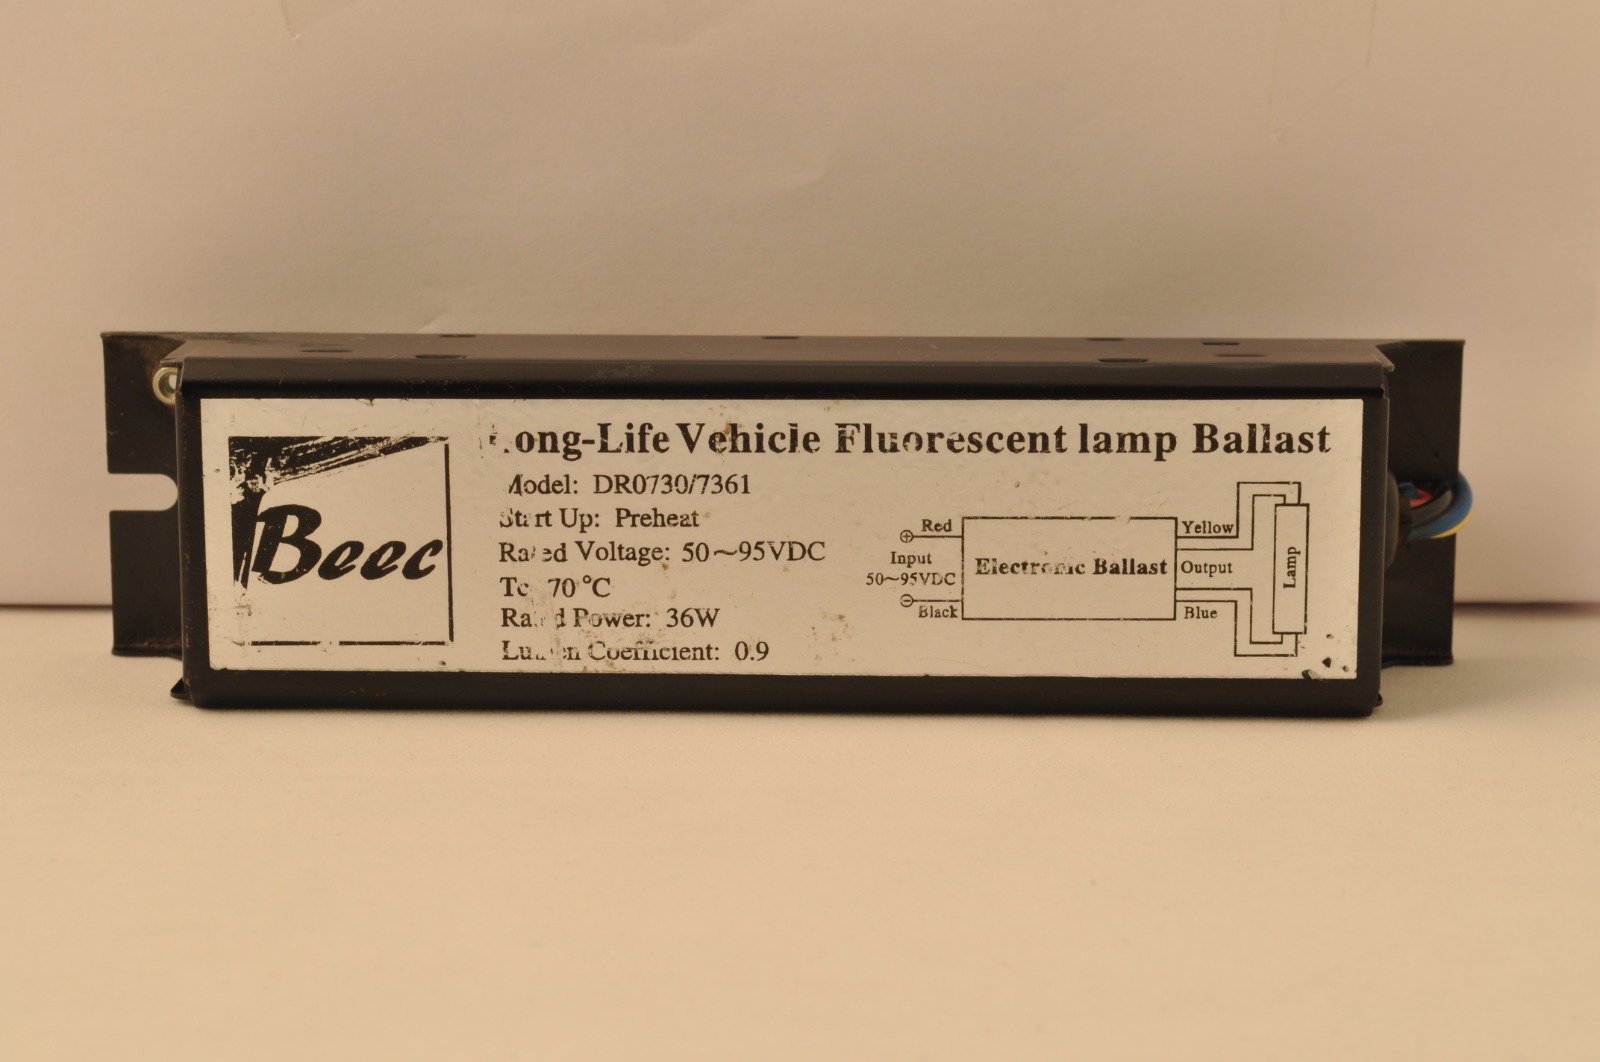 Beec
Long-Life Vehicle Fluorescent lamp Ballast
Model: DR0730/7361
Start Up: Preheat
Rated Voltage: 50~95VDC
Tc 70°C
Rated Power: 36W
Lumen Coefficient: 0.9
Red
Input
50~95VDC
Black
Electronic Ballast
Yellow
Output
Blue
Lamp